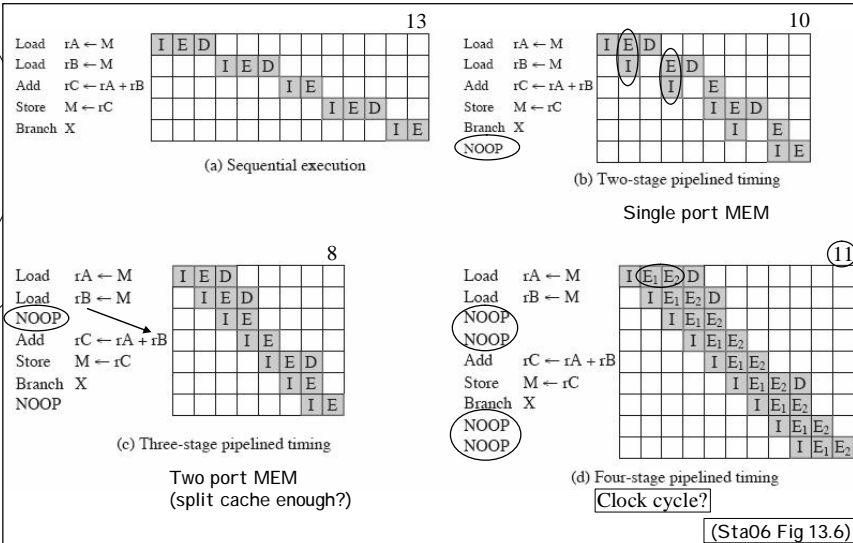 13
Load rA ← M I E D
Load rB ← M I E D
Add rC ← rA + rB I E
Store M ← rC I E D
Branch X I E
(a) Sequential execution
10
Load rA ← M I E D
Load rB ← M I E D
Add rC ← rA + rB I E
Store M ← rC I E D
Branch X I E
NOOP I E
(b) Two-stage pipelined timing
Single port MEM
8
Load rA ← M I E D
Load rB ← M I E D
NOOP I E
Add rC ← rA + rB I E
Store M ← rC I E D
Branch X I E
NOOP I E
(c) Three-stage pipelined timing
Two port MEM
(split cache enough?)
11
Load rA ← M I E₁ E₂ D
Load rB ← M I E₁ E₂ D
NOOP I E₁ E₂
NOOP I E₁ E₂
Add rC ← rA + rB I E₁ E₂
Store M ← rC I E₁ E₂ D
Branch X I E₁ E₂
NOOP I E₁ E₂
NOOP I E₁ E₂
(d) Four-stage pipelined timing
Clock cycle?
(Sta06 Fig 13.6)